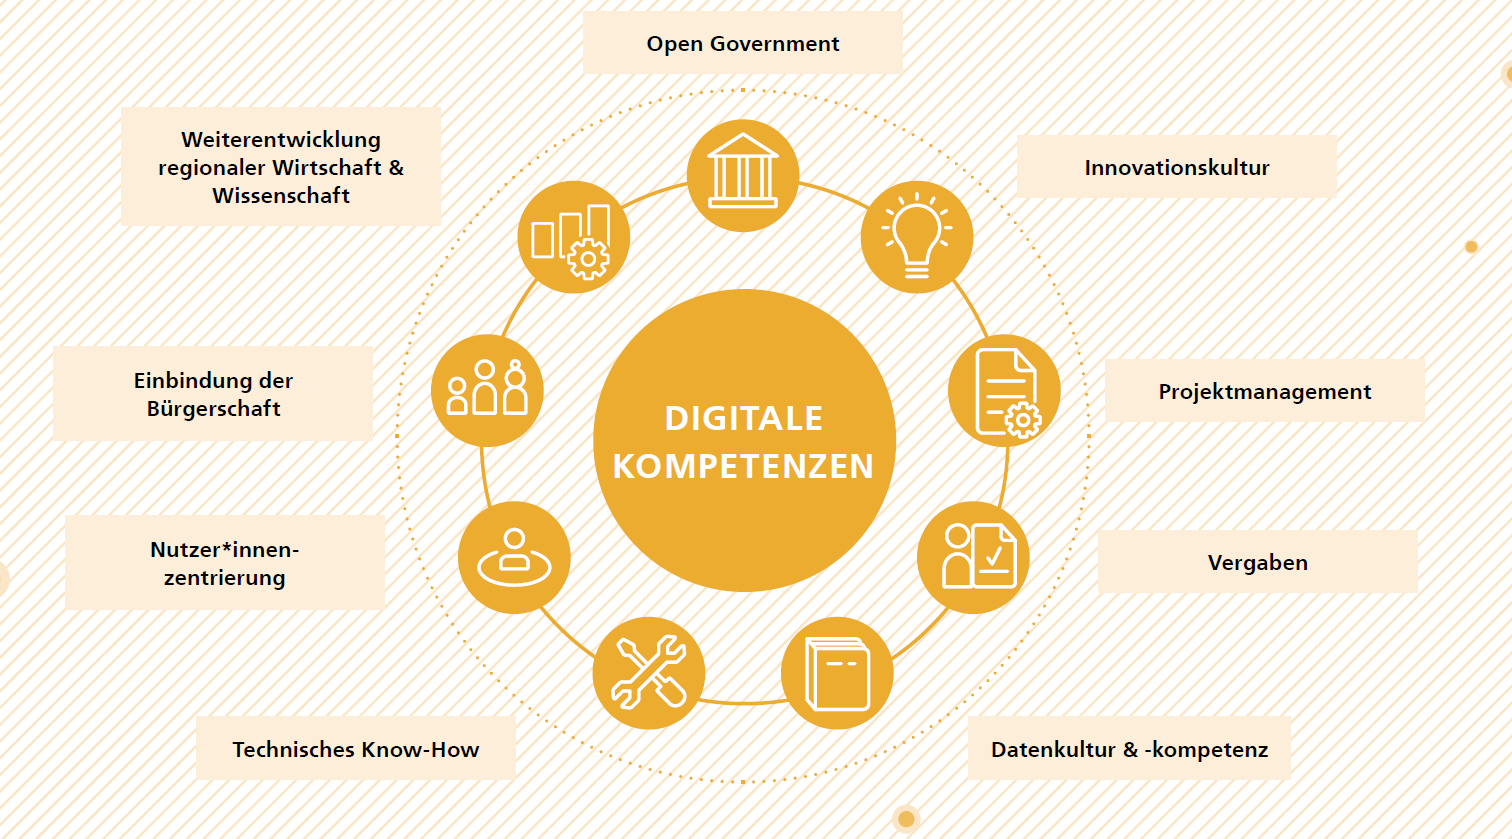 Open Government
Weiterentwicklung
regionaler Wirtschaft &
Wissenschaft
Innovationskultur
Einbindung der
Bürgerschaft
DIGITALE
KOMPETENZEN
Projektmanagement
Nutzer*innen-
zentrierung
Vergaben
Technisches Know-How
Datenkultur & -kompetenz